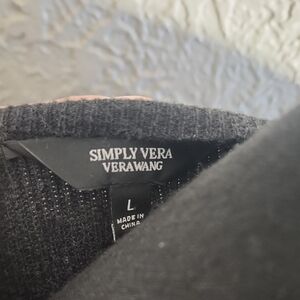 SIMPLY VERA
VERAWANG
L
MADE IN
CHINA